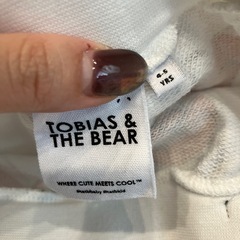 4-5
YRS
TOBIAS &
THE BEAR
WHERE CUTE MEETS COOL™